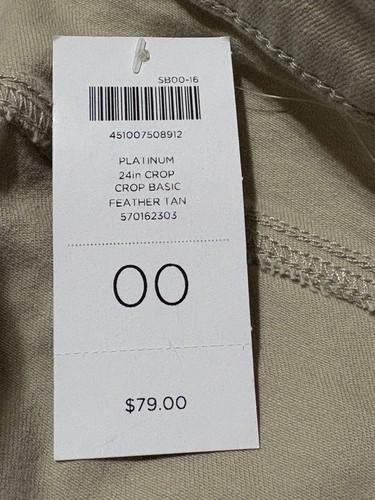 SB00-16
451007508912
PLATINUM
24in CROP
CROP BASIC
FEATHER TAN
570162303
00
$79.00